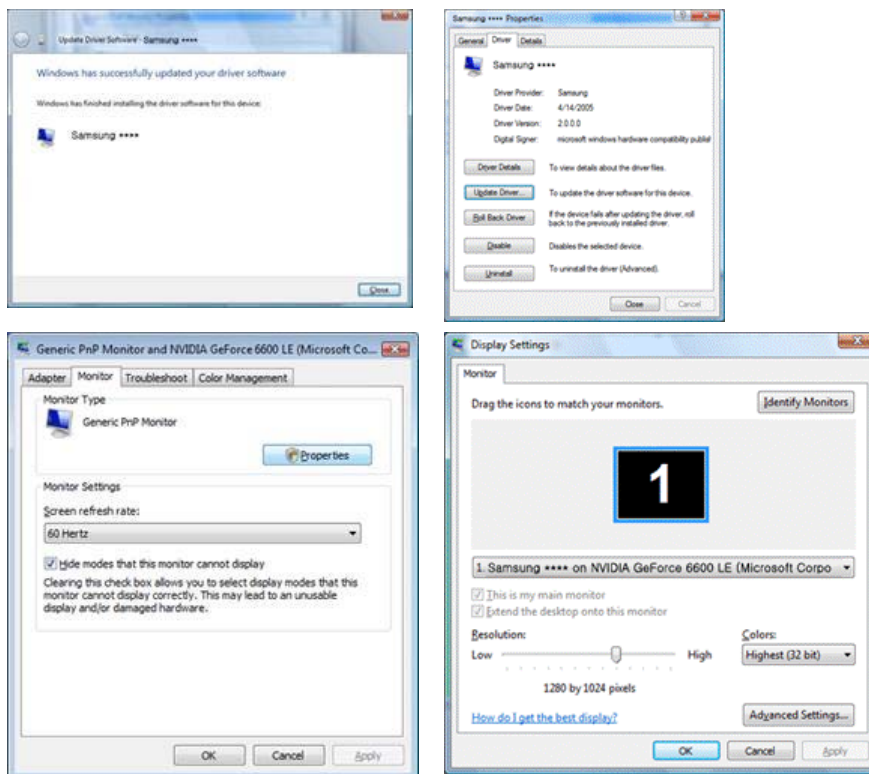 Update Driver Software - Samsung ****
Windows has successfully updated your driver software
Windows has finished installing the driver software for this device:
Samsung ****
Close
Samsung **** Properties
General Driver Details
Samsung ****
Driver Provider: Samsung
Driver Date: 4/14/2005
Driver Version: 2.0.0.0
Digital Signer: microsoft windows hardware compatibility publisl
Driver Details To view details about the driver files.
Update Driver... To update the driver software for this device.
Roll Back Driver If the device fails after updating the driver, roll
back to the previously installed driver.
Disable Disables the selected device.
Uninstall To uninstall the driver (Advanced).
Close Cancel
Generic PnP Monitor and NVIDIA GeForce 6600 LE (Microsoft Co...
Adapter Monitor Troubleshoot Color Management
Monitor Type
Generic PnP Monitor
Properties
Monitor Settings
Screen refresh rate:
60 Hertz
Hide modes that this monitor cannot display
Clearing this check box allows you to select display modes that this
monitor cannot display correctly. This may lead to an unusable
display and/or damaged hardware.
OK Cancel Apply
Display Settings
Monitor
Drag the icons to match your monitors.
Identify Monitors
1
1. Samsung **** on NVIDIA GeForce 6600 LE (Microsoft Corpo
This is my main monitor
Extend the desktop onto this monitor
Resolution: Colors:
Low High Highest (32 bit)
1280 by 1024 pixels
How do I get the best display? Advanced Settings...
OK Cancel Apply